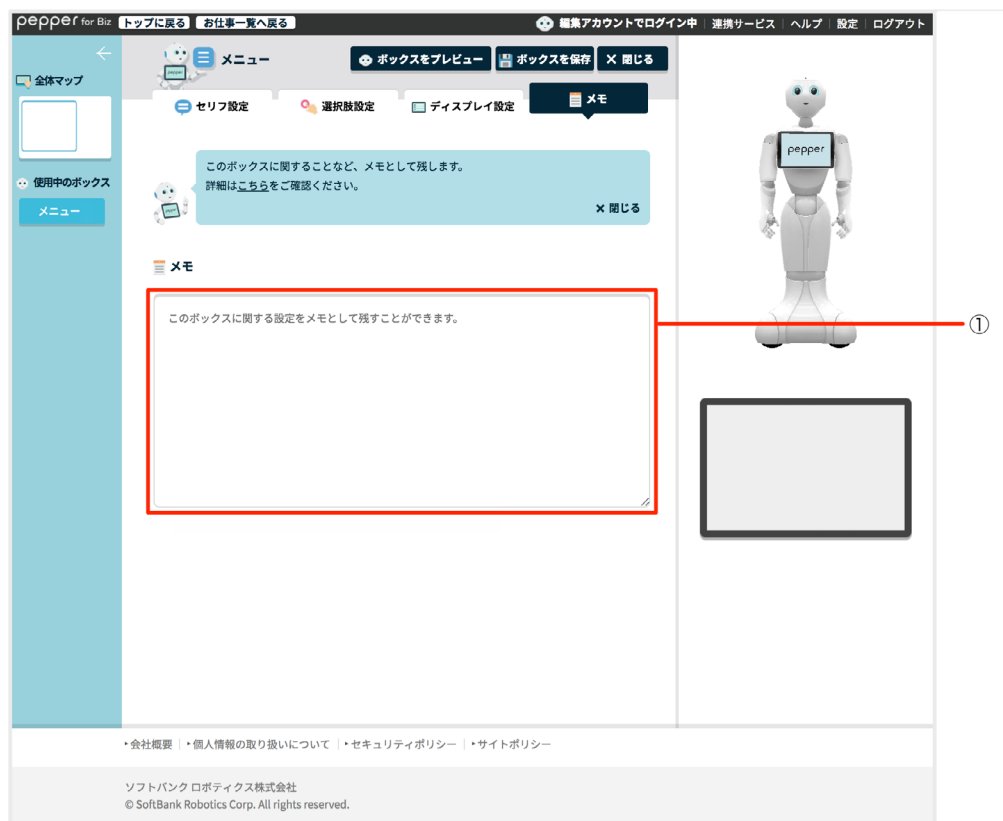 pepper for Biz トップに戻る お仕事一覧へ戻る 編集アカウントでログイン中 連携サービス ヘルプ 設定 ログアウト
メニュー ボックスをプレビュー ボックスを保存 × 閉じる
全体マップ
セリフ設定 選択肢設定 ディスプレイ設定 メモ
pepper
このボックスに関することなど、メモとして残します。
詳細はこちらをご確認ください。
× 閉じる
使用中のボックス
メニュー
メモ
このボックスに関する設定をメモとして残すことができます。
①
会社概要 個人情報の取り扱いについて セキュリティポリシー サイトポリシー
ソフトバンク ロボティクス株式会社
© SoftBank Robotics Corp. All rights reserved.